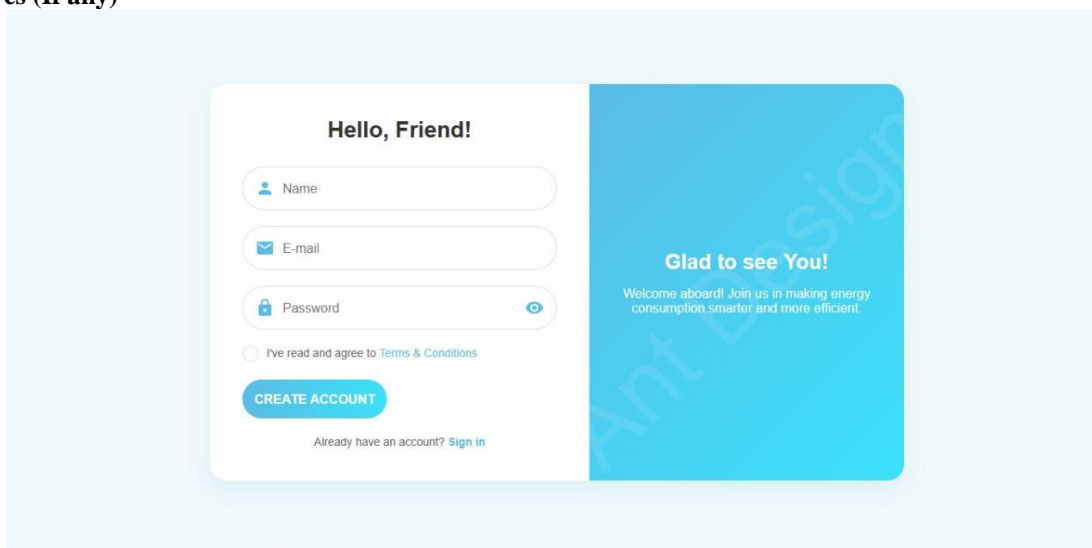 es (If any)
Hello, Friend!
Name
E-mail
Password
I've read and agree to Terms & Conditions
CREATE ACCOUNT
Already have an account? Sign in
Ant Design
Glad to see You!
Welcome aboard! Join us in making energy
consumption smarter and more efficient.